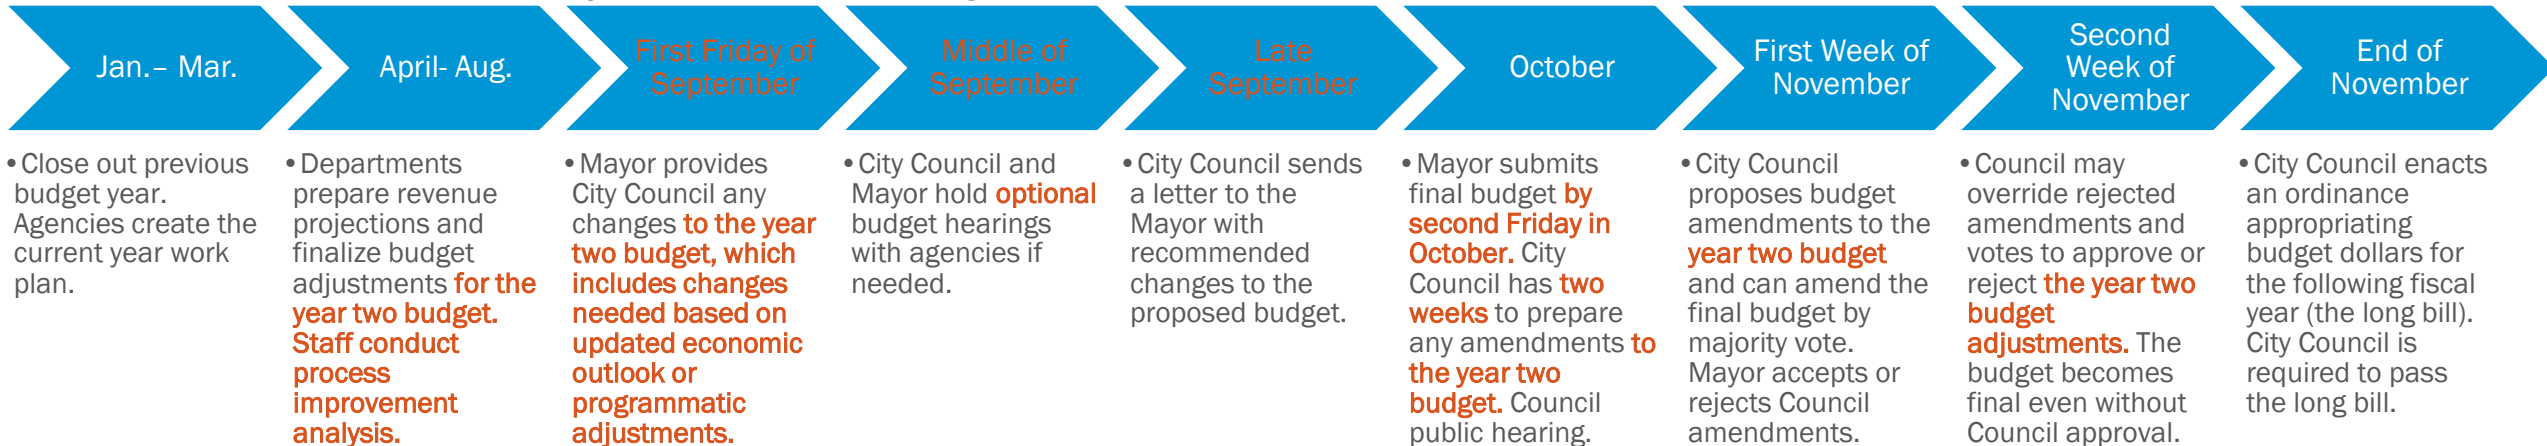 Jan.– Mar.
• Close out previous
budget year.
Agencies create the
current year work
plan.
April- Aug.
• Departments
prepare revenue
projections and
finalize budget
adjustments for the
year two budget.
Staff conduct
process
improvement
analysis.
First Friday of
September
• Mayor provides
City Council any
changes to the year
two budget, which
includes changes
needed based on
updated economic
outlook or
programmatic
adjustments.
Middle of
September
• City Council and
Mayor hold optional
budget hearings
with agencies if
needed.
Late
September
• City Council sends
a letter to the
Mayor with
recommended
changes to the
proposed budget.
October
• Mayor submits
final budget by
second Friday in
October. City
Council has two
weeks to prepare
any amendments to
the year two
budget. Council
public hearing.
First Week of
November
• City Council
proposes budget
amendments to the
year two budget
and can amend the
final budget by
majority vote.
Mayor accepts or
rejects Council
amendments.
Second
Week of
November
• Council may
override rejected
amendments and
votes to approve or
reject the year two
budget
adjustments. The
budget becomes
final even without
Council approval.
End of
November
• City Council enacts
an ordinance
appropriating
budget dollars for
the following fiscal
year (the long bill).
City Council is
required to pass
the long bill.